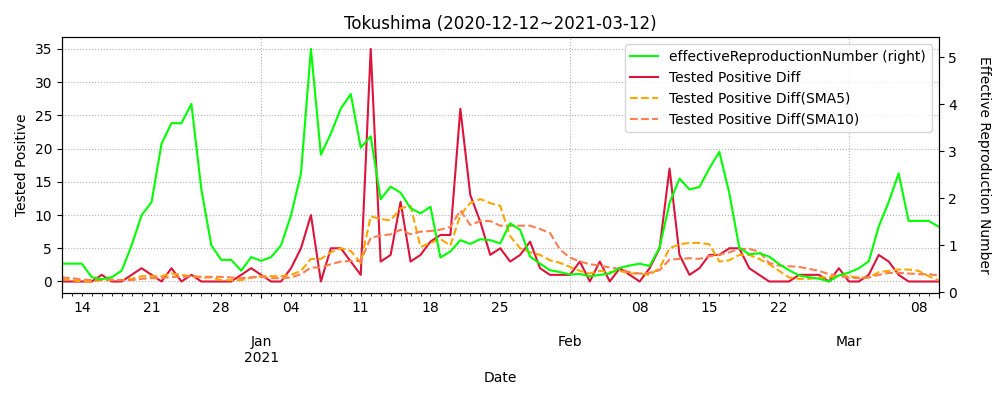 Tokushima (2020-12-12~2021-03-12)
effectiveReproductionNumber (right)
Tested Positive Diff
Tested Positive Diff(SMA5)
Tested Positive Diff(SMA10)
Tested Positive
35
30
25
20
15
10
5
0
Effective Reproduction Number
5
4
3
2
1
0
14 21 28 04 11 18 25 08 15 22 08
Jan Feb Mar
2021
Date